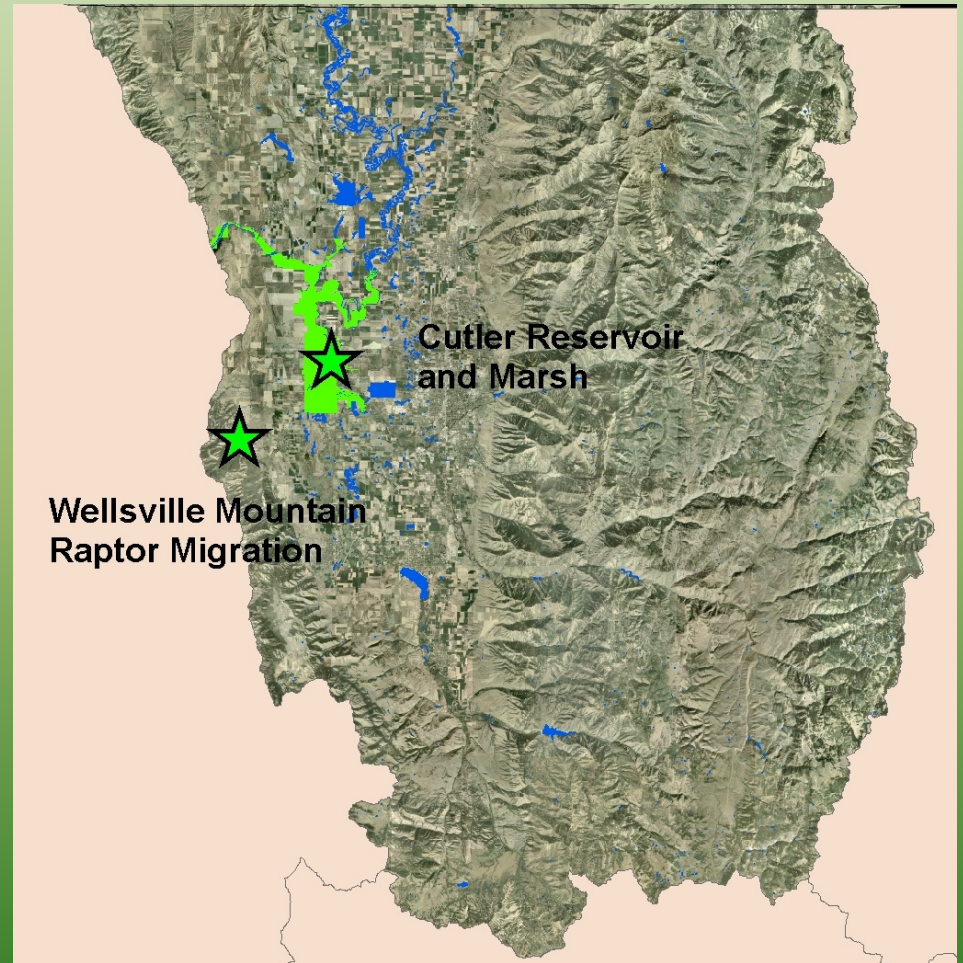 Cutler Reservoir
and Marsh
Wellsville Mountain
Raptor Migration